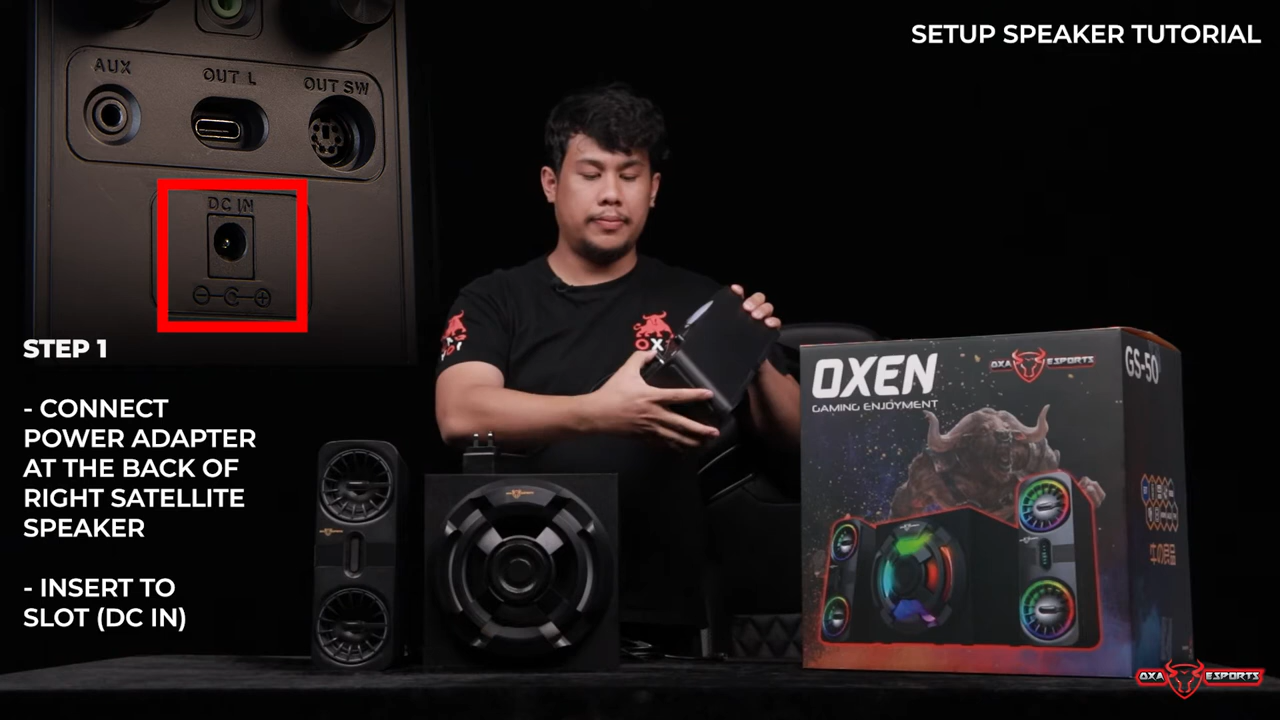 SETUP SPEAKER TUTORIAL
AUX
OUT L
OUT SW
DC IN
STEP 1
- CONNECT
POWER ADAPTER
AT THE BACK OF
RIGHT SATELLITE
SPEAKER
- INSERT TO
SLOT (DC IN)
OX
OXEN
GAMING ENJOYMENT
OXA ESPORTS
GS-50
OXA ESPORTS